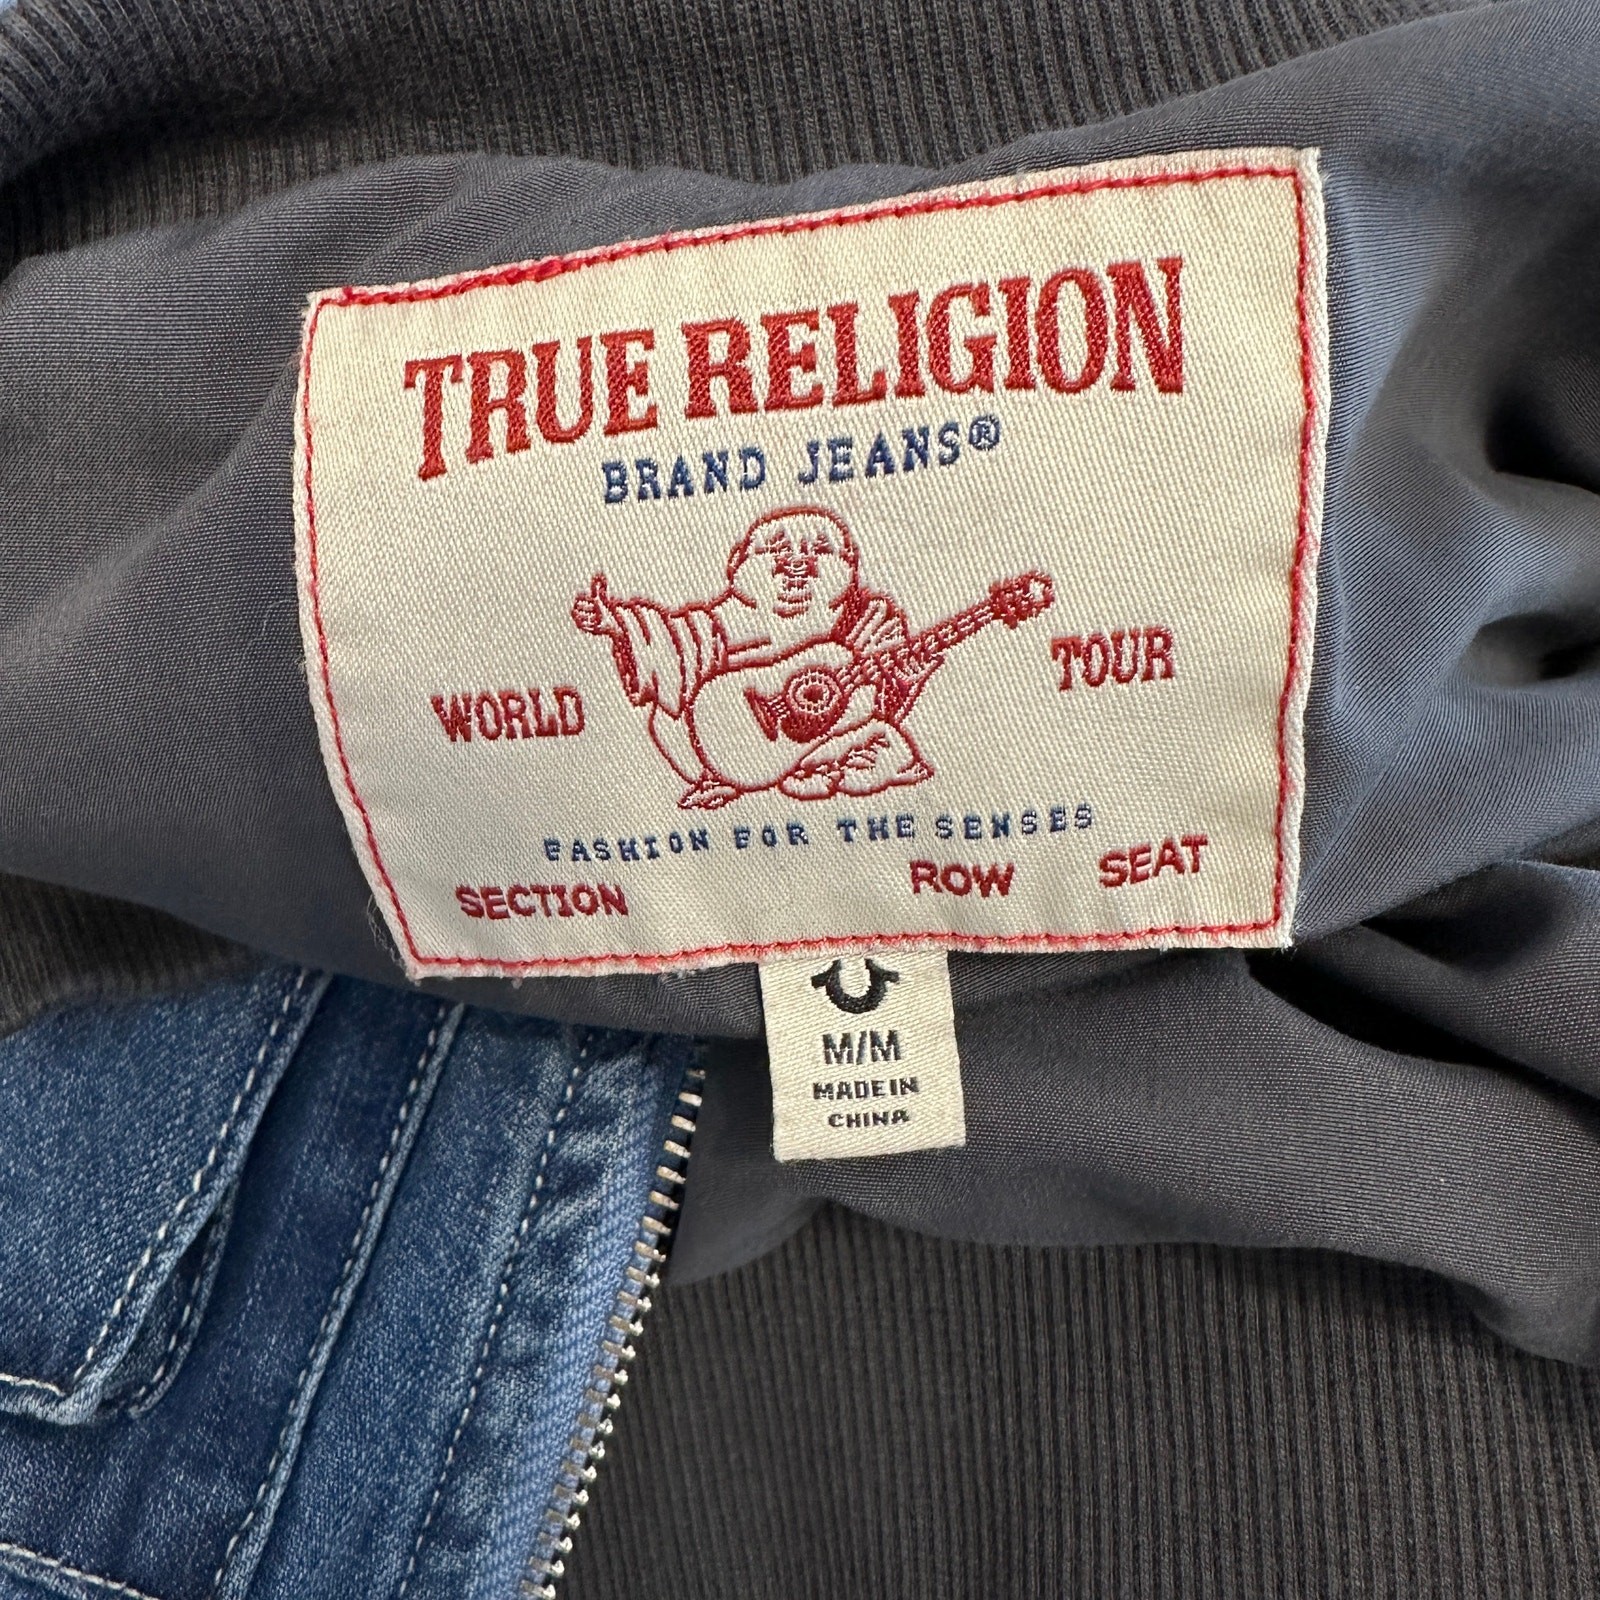 TRUE RELIGION
BRAND JEANS®
WORLD TOUR
FASHION FOR THE SENSES
SECTION ROW SEAT
M/M
MADE IN
CHINA